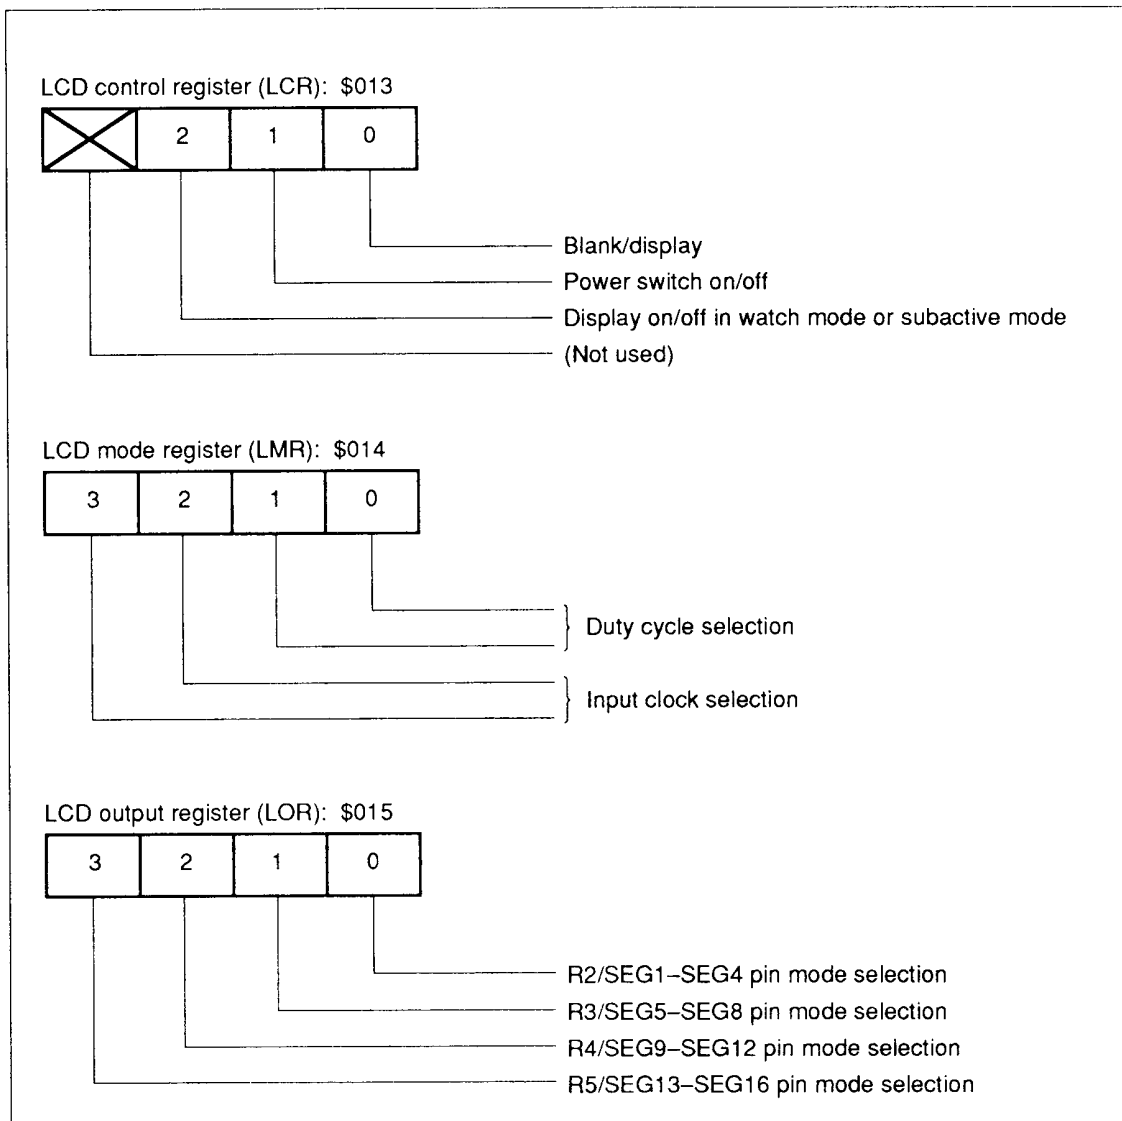 LCD control register (LCR): $013
2 1 0
Blank/display
Power switch on/off
Display on/off in watch mode or subactive mode
(Not used)
LCD mode register (LMR): $014
3 2 1 0
Duty cycle selection
Input clock selection
LCD output register (LOR): $015
3 2 1 0
R2/SEG1–SEG4 pin mode selection
R3/SEG5–SEG8 pin mode selection
R4/SEG9–SEG12 pin mode selection
R5/SEG13–SEG16 pin mode selection